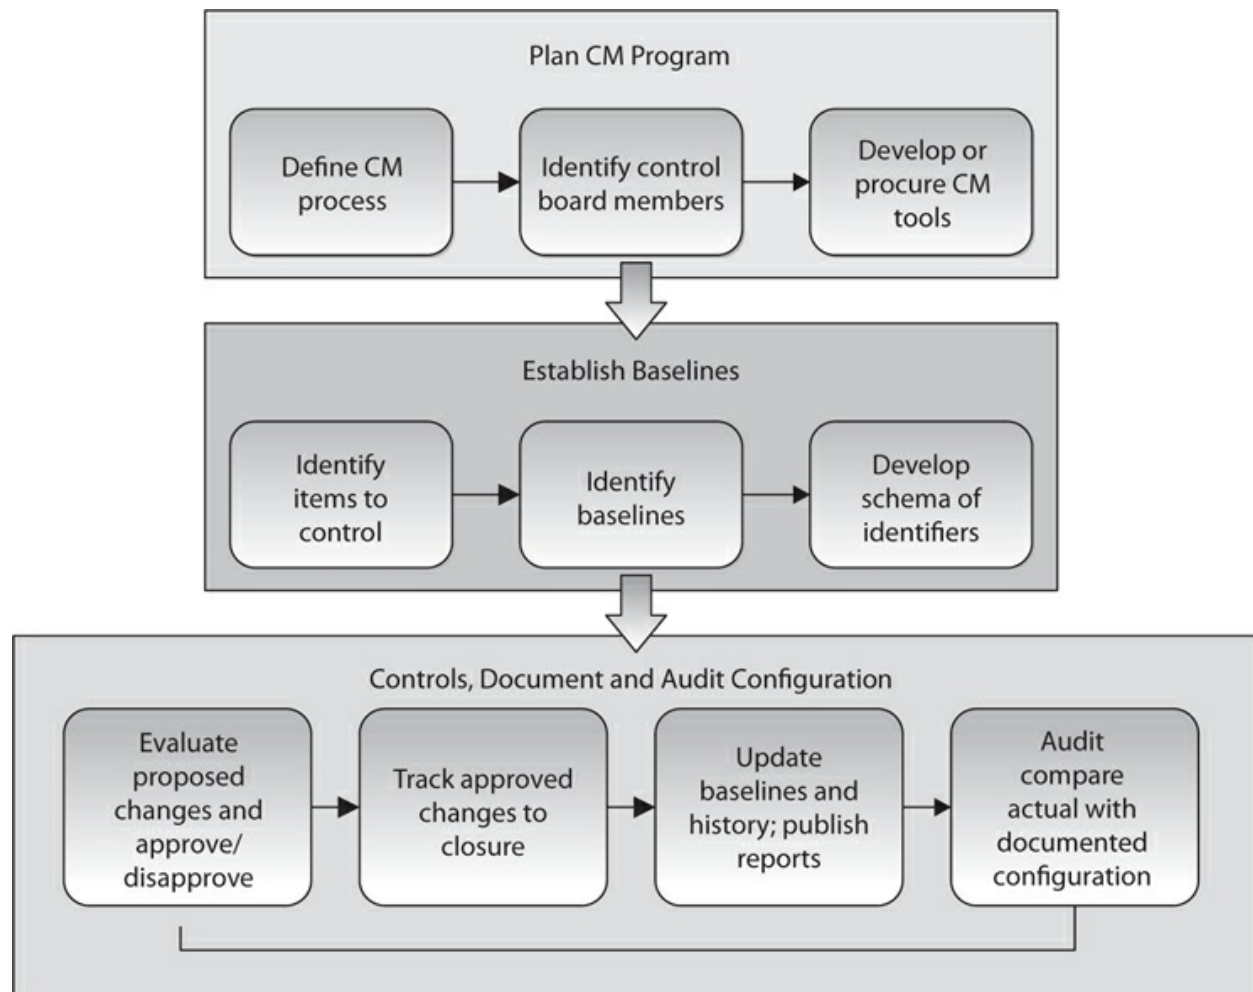 Plan CM Program
Define CM
process
Identify control
board members
Develop or
procure CM
tools
Establish Baselines
Identify
items to
control
Identify
baselines
Develop
schema of
identifiers
Controls, Document and Audit Configuration
Evaluate
proposed
changes and
approve/
disapprove
Track approved
changes to
closure
Update
baselines and
history; publish
reports
Audit
compare
actual with
documented
configuration